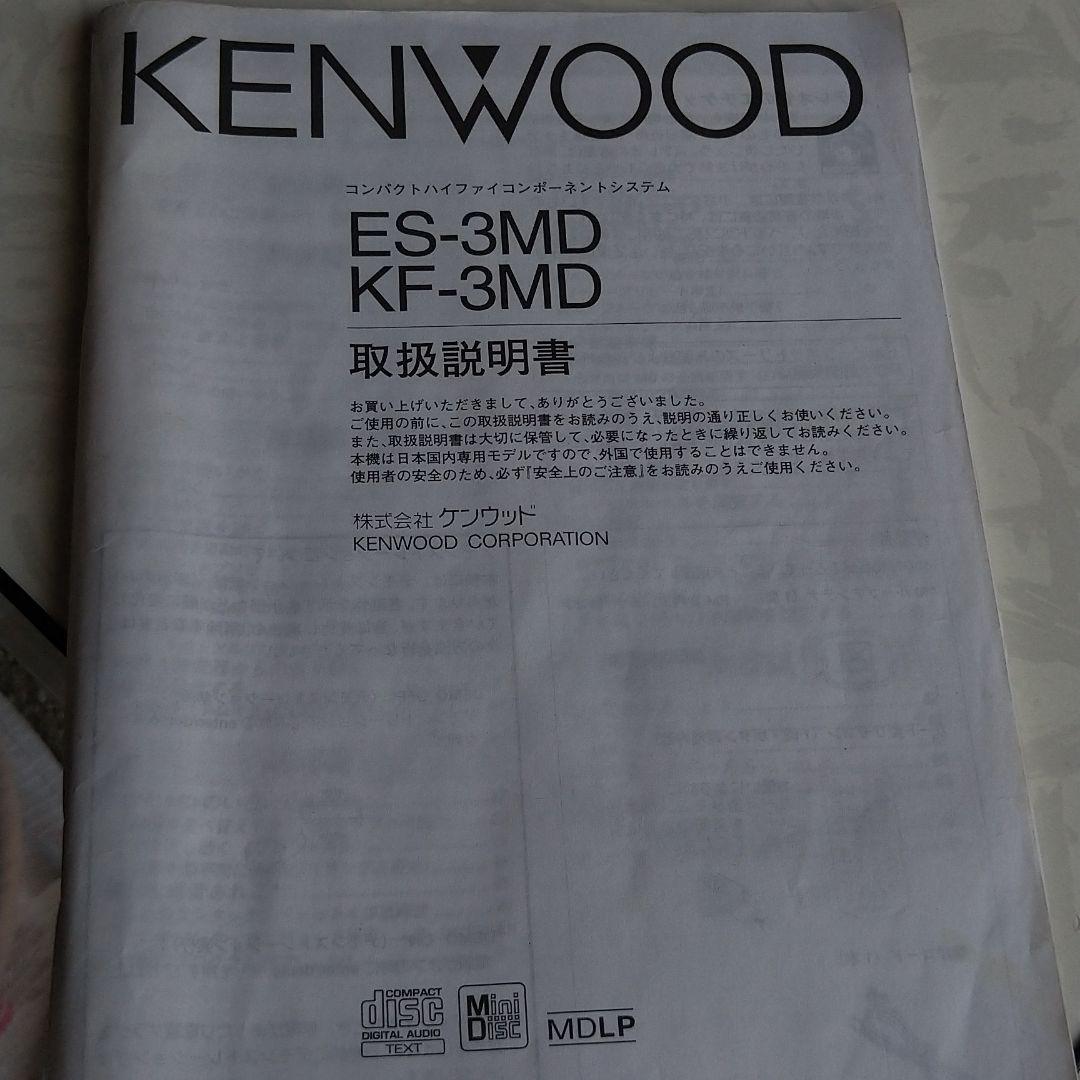 KENWOOD
コンパクトハイファイコンポーネントシステム
ES-3MD
KF-3MD
取扱説明書
お買い上げいただきまして、ありがとうございました。
ご使用の前に、この取扱説明書をお読みのうえ、説明の通り正しくお使いください。
また、取扱説明書は大切に保管して、必要になったときに繰り返してお読みください。
本機は日本国内専用モデルですので、外国で使用することはできません。
使用者の安全のため、必ず『安全上のご注意』をお読みのうえご使用ください。
株式会社 ケンウッド
KENWOOD CORPORATION
COMPACT
disc
DIGITAL AUDIO
TEXT
Mini
Disc
MDLP